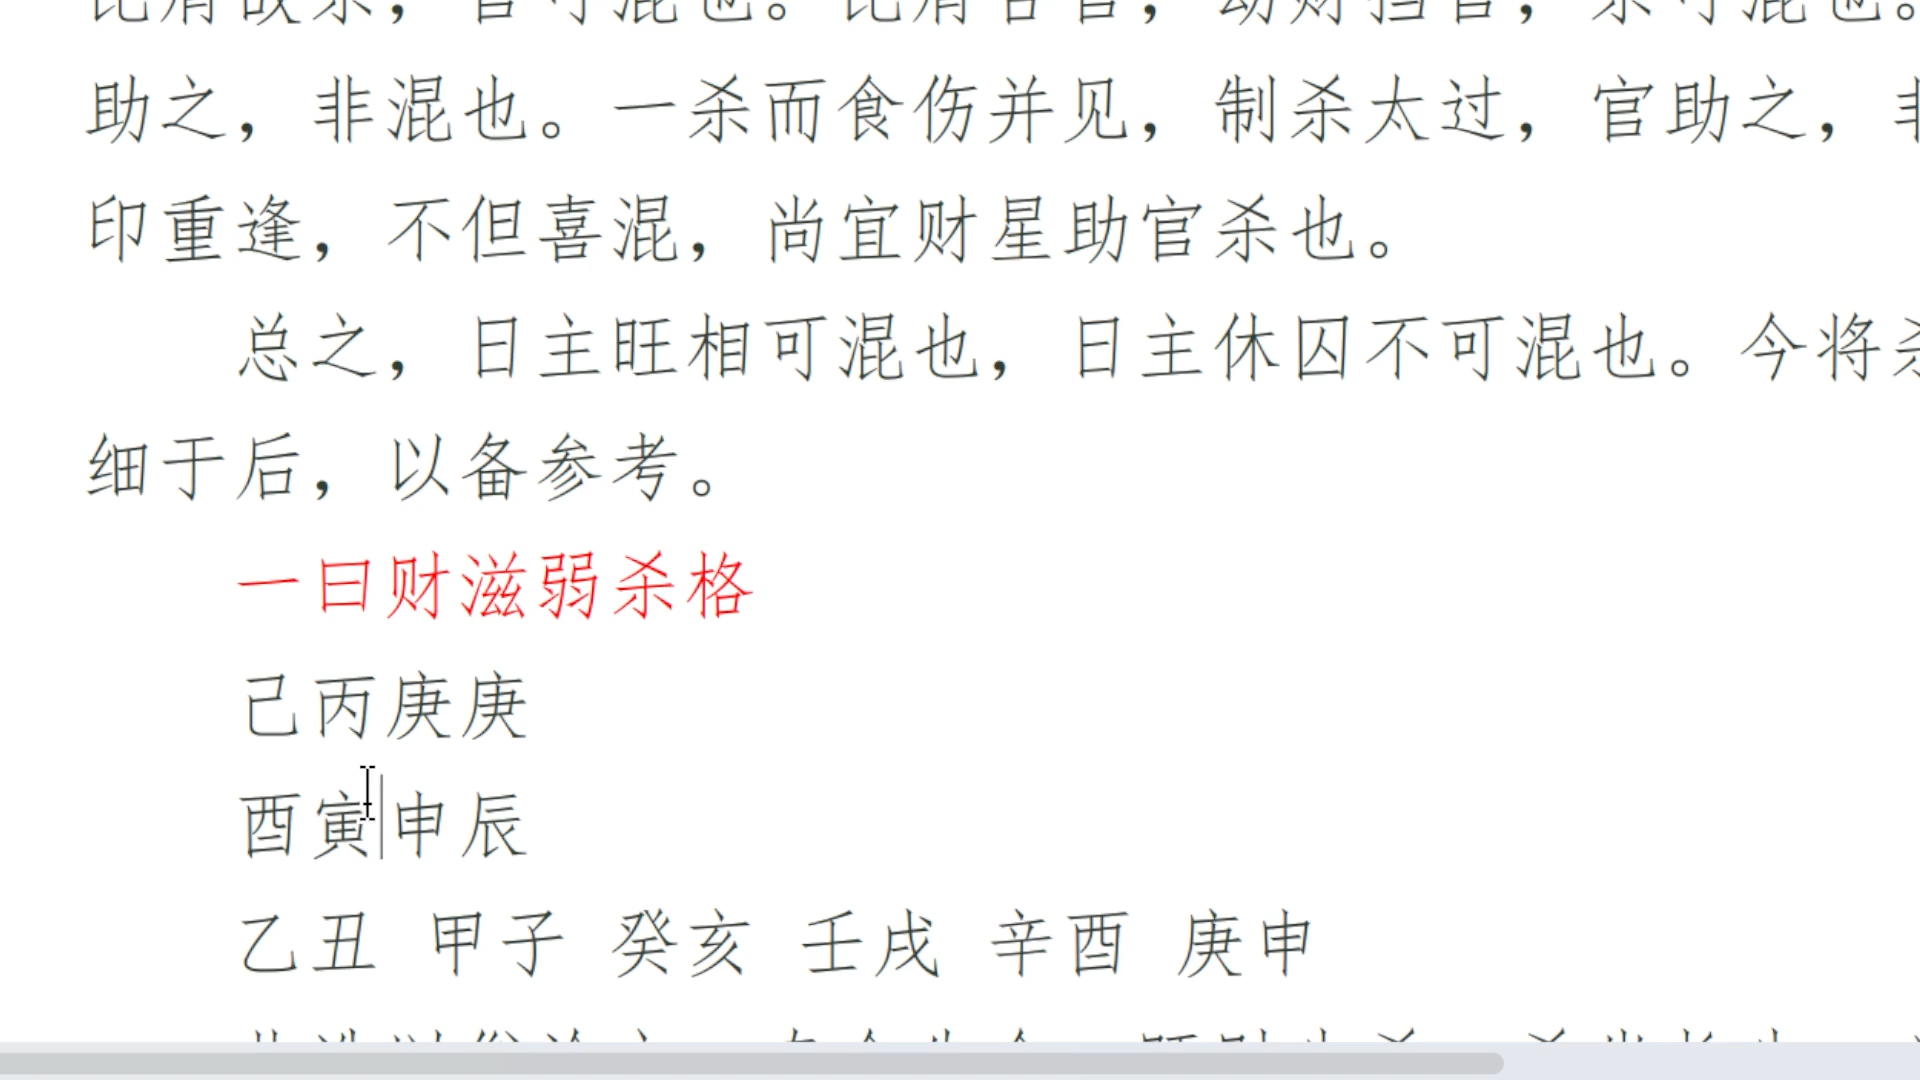 助之，非混也。一杀而食伤并见，制杀太过，官助之，
印重逢，不但喜混，尚宜财星助官杀也。
总之，日主旺相可混也，日主休囚不可混也。今将杀
细于后，以备参考。
一曰财滋弱杀格
己丙庚庚
酉寅申辰
乙丑 甲子 癸亥 壬戌 辛酉 庚申